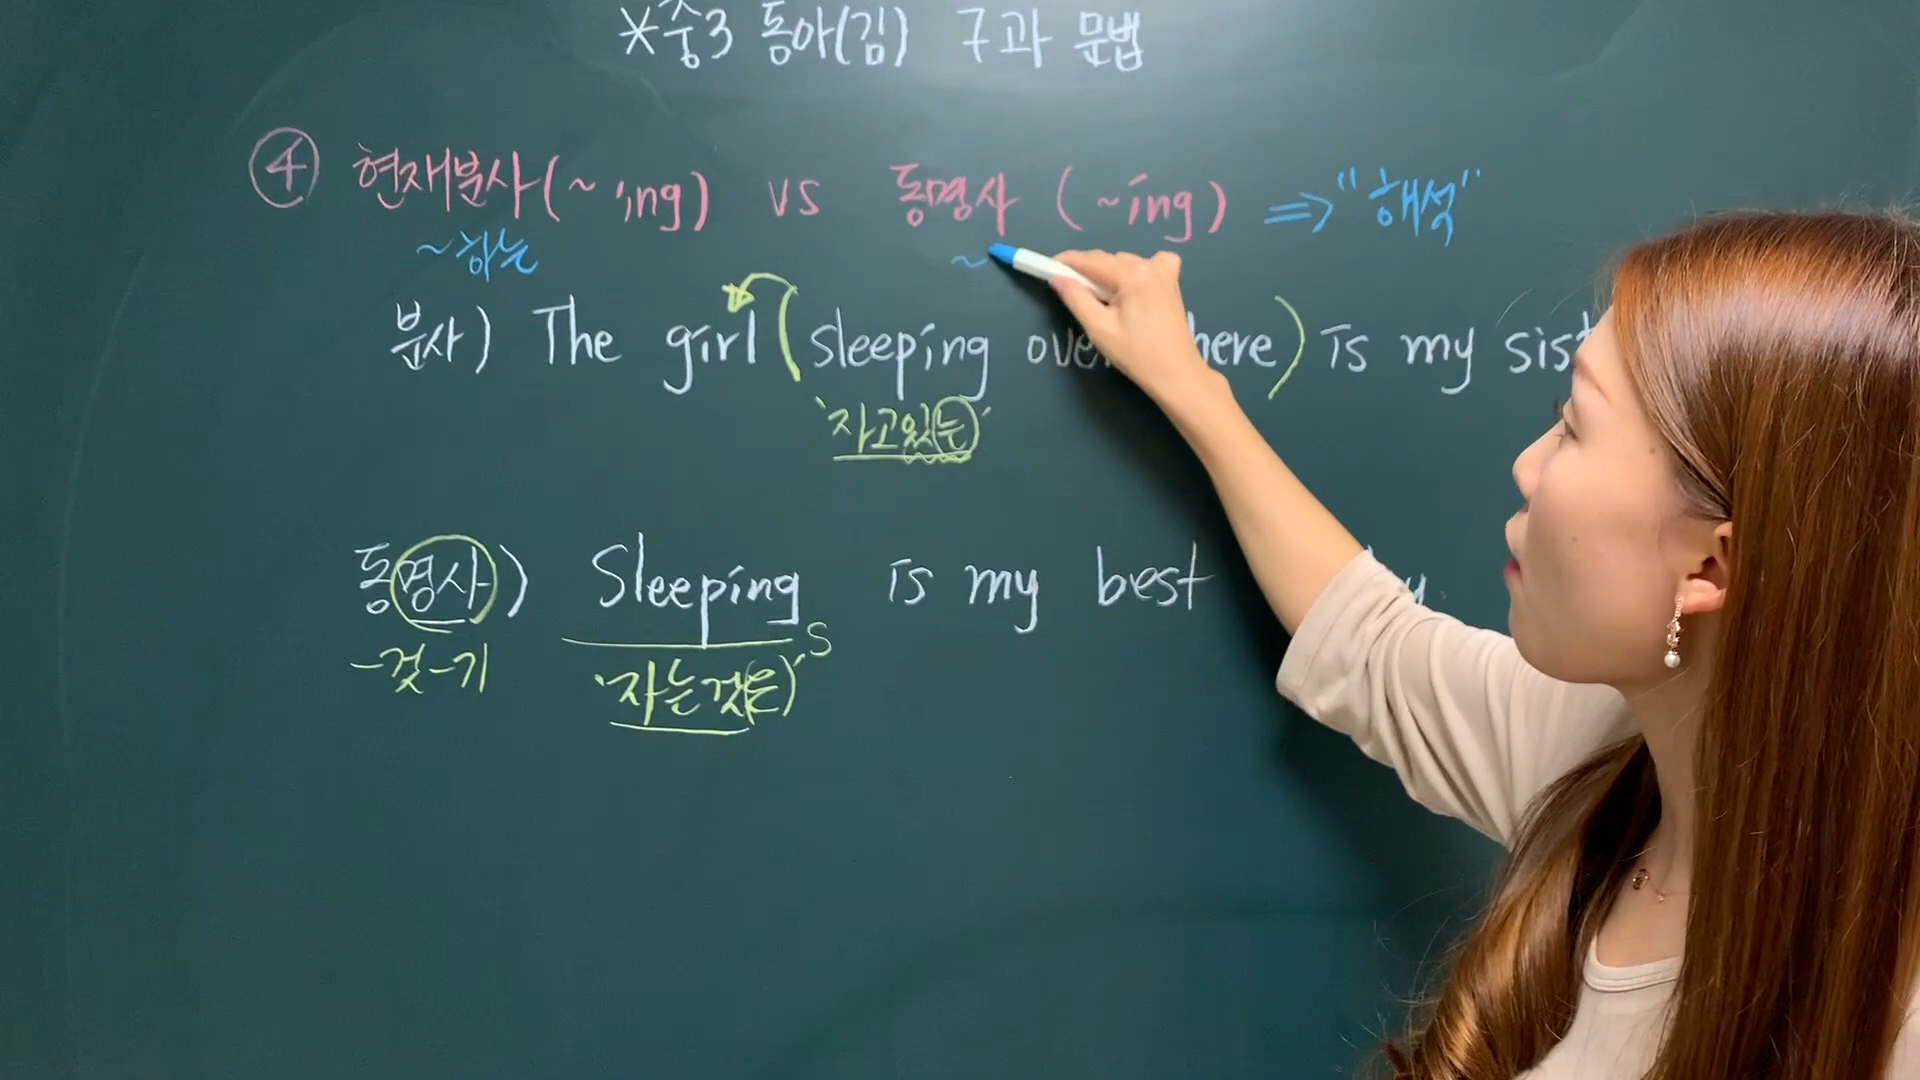 *중3 동아(김) 7과 문법
④ 현재분사(~ing) vs 동명사 (~ing) ⇒ "해석"
~하는 ~
분사) The girl (sleeping over here) is my sist
'자고있는'
동명사) Sleeping is my best y.
S
-것 -기 '자는것(은)'